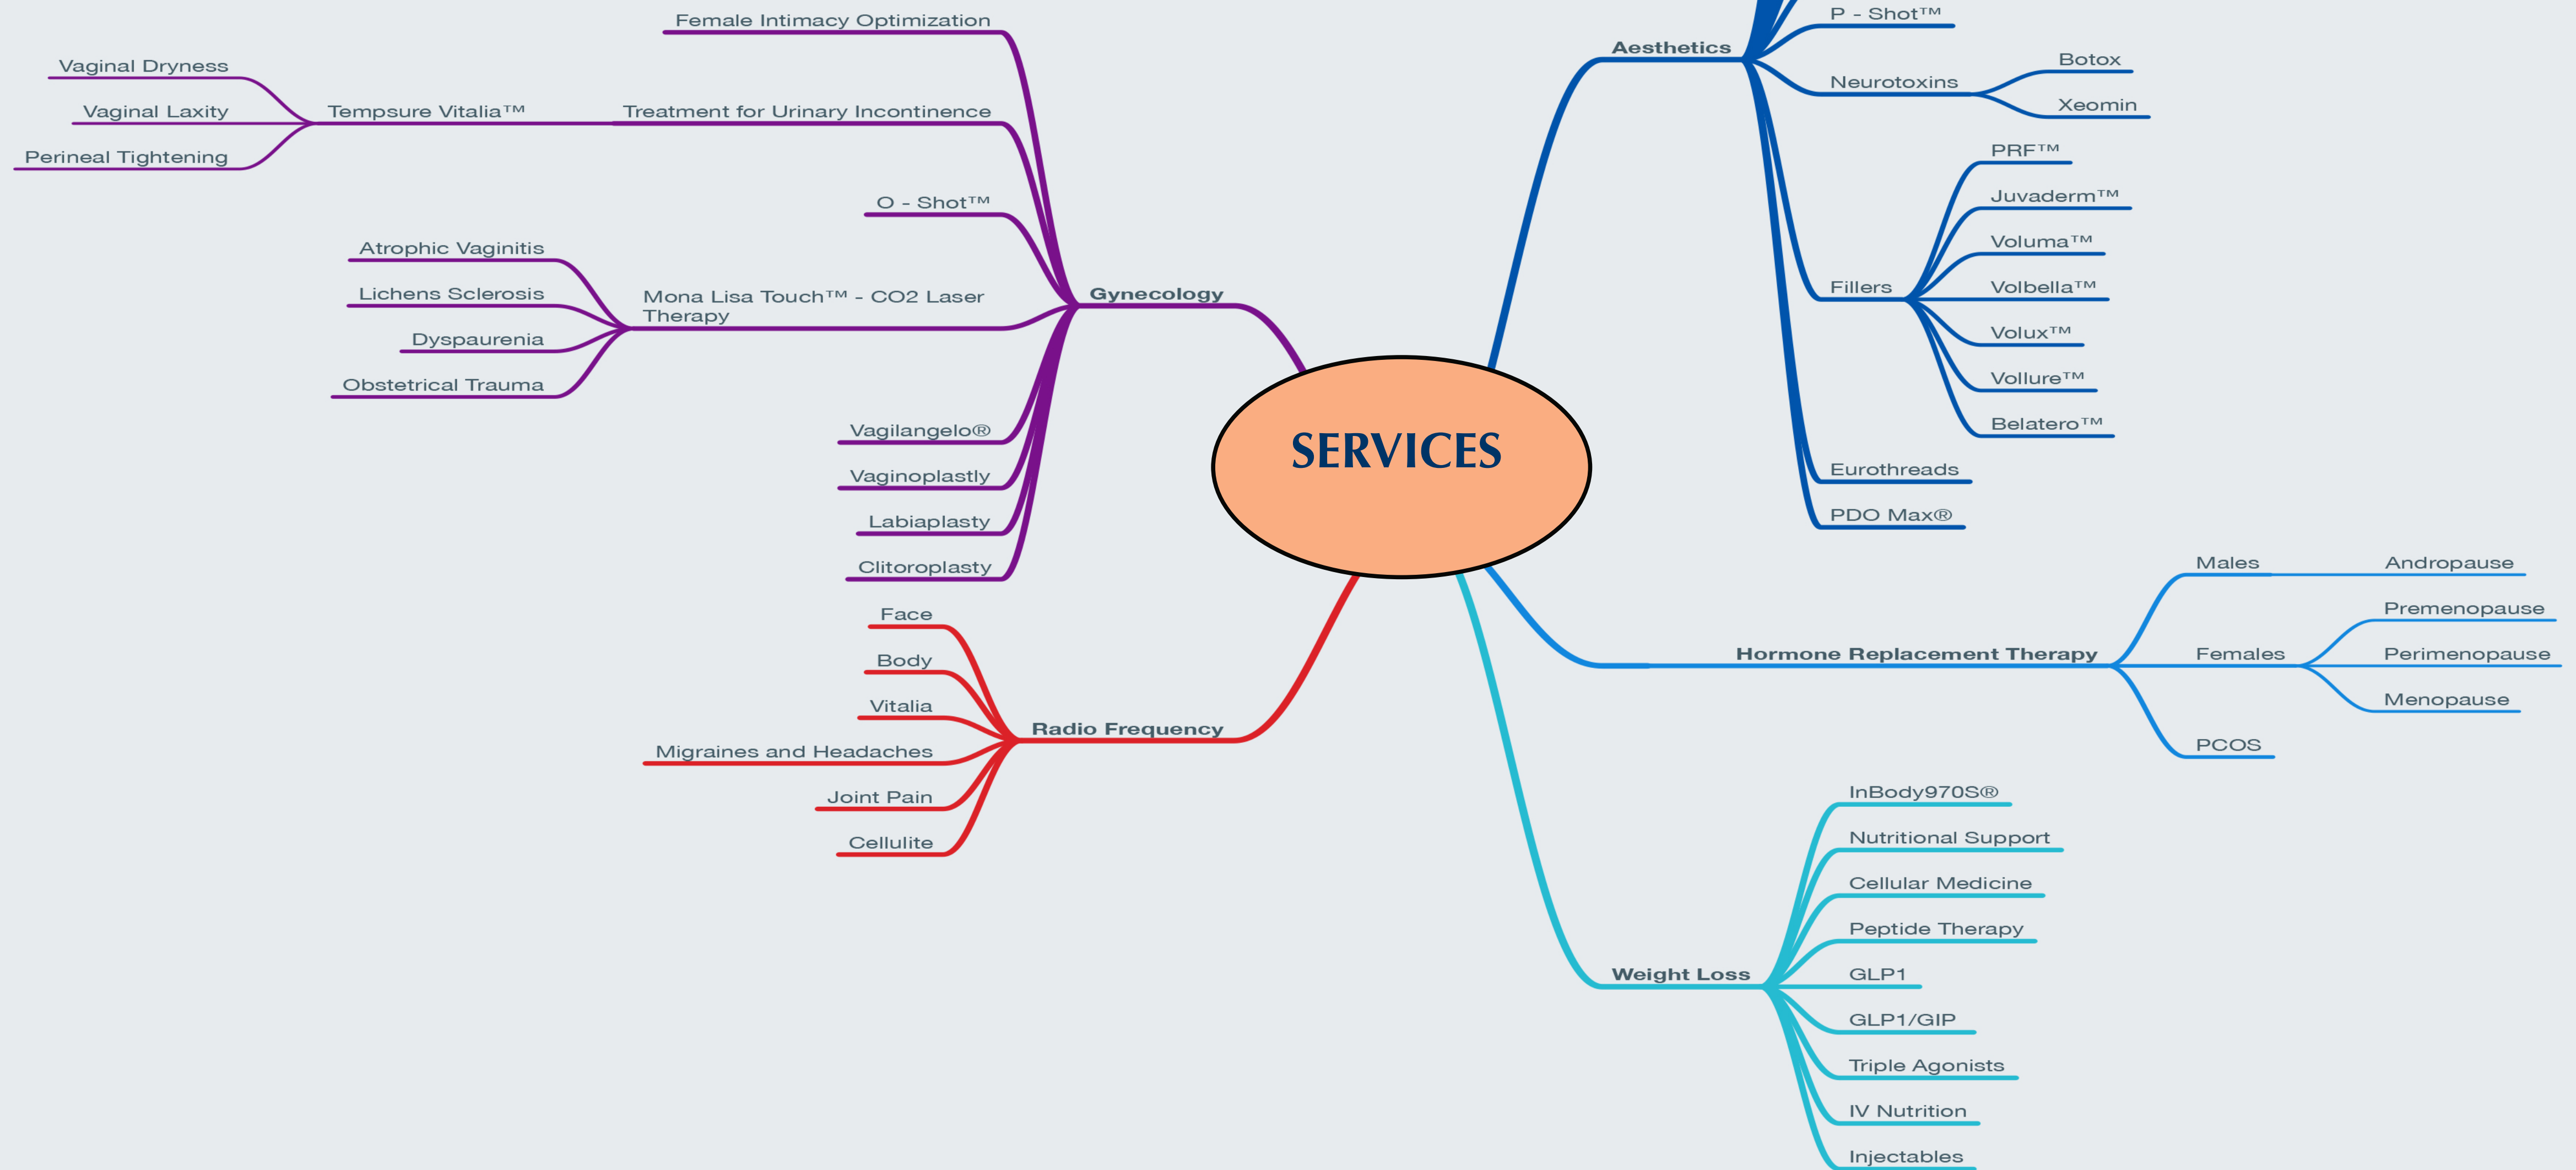 Female Intimacy Optimization
Vaginal Dryness
Vaginal Laxity
Perineal Tightening
Tempsure Vitalia™
Treatment for Urinary Incontinence
O - Shot™
Atrophic Vaginitis
Lichens Sclerosis
Dyspaurenia
Obstetrical Trauma
Mona Lisa Touch™ - CO2 Laser
Therapy
Gynecology
Vagilangelo®
Vaginoplastly
Labiaplasty
Clitoroplasty
Face
Body
Vitalia
Migraines and Headaches
Joint Pain
Cellulite
Radio Frequency
SERVICES
Aesthetics
P - Shot™
Neurotoxins
Botox
Xeomin
Fillers
PRF™
Juvaderm™
Voluma™
Volbella™
Volux™
Vollure™
Belatero™
Eurothreads
PDO Max®
Hormone Replacement Therapy
Males
Andropause
Females
Premenopause
Perimenopause
Menopause
PCOS
Weight Loss
InBody970S®
Nutritional Support
Cellular Medicine
Peptide Therapy
GLP1
GLP1/GIP
Triple Agonists
IV Nutrition
Injectables